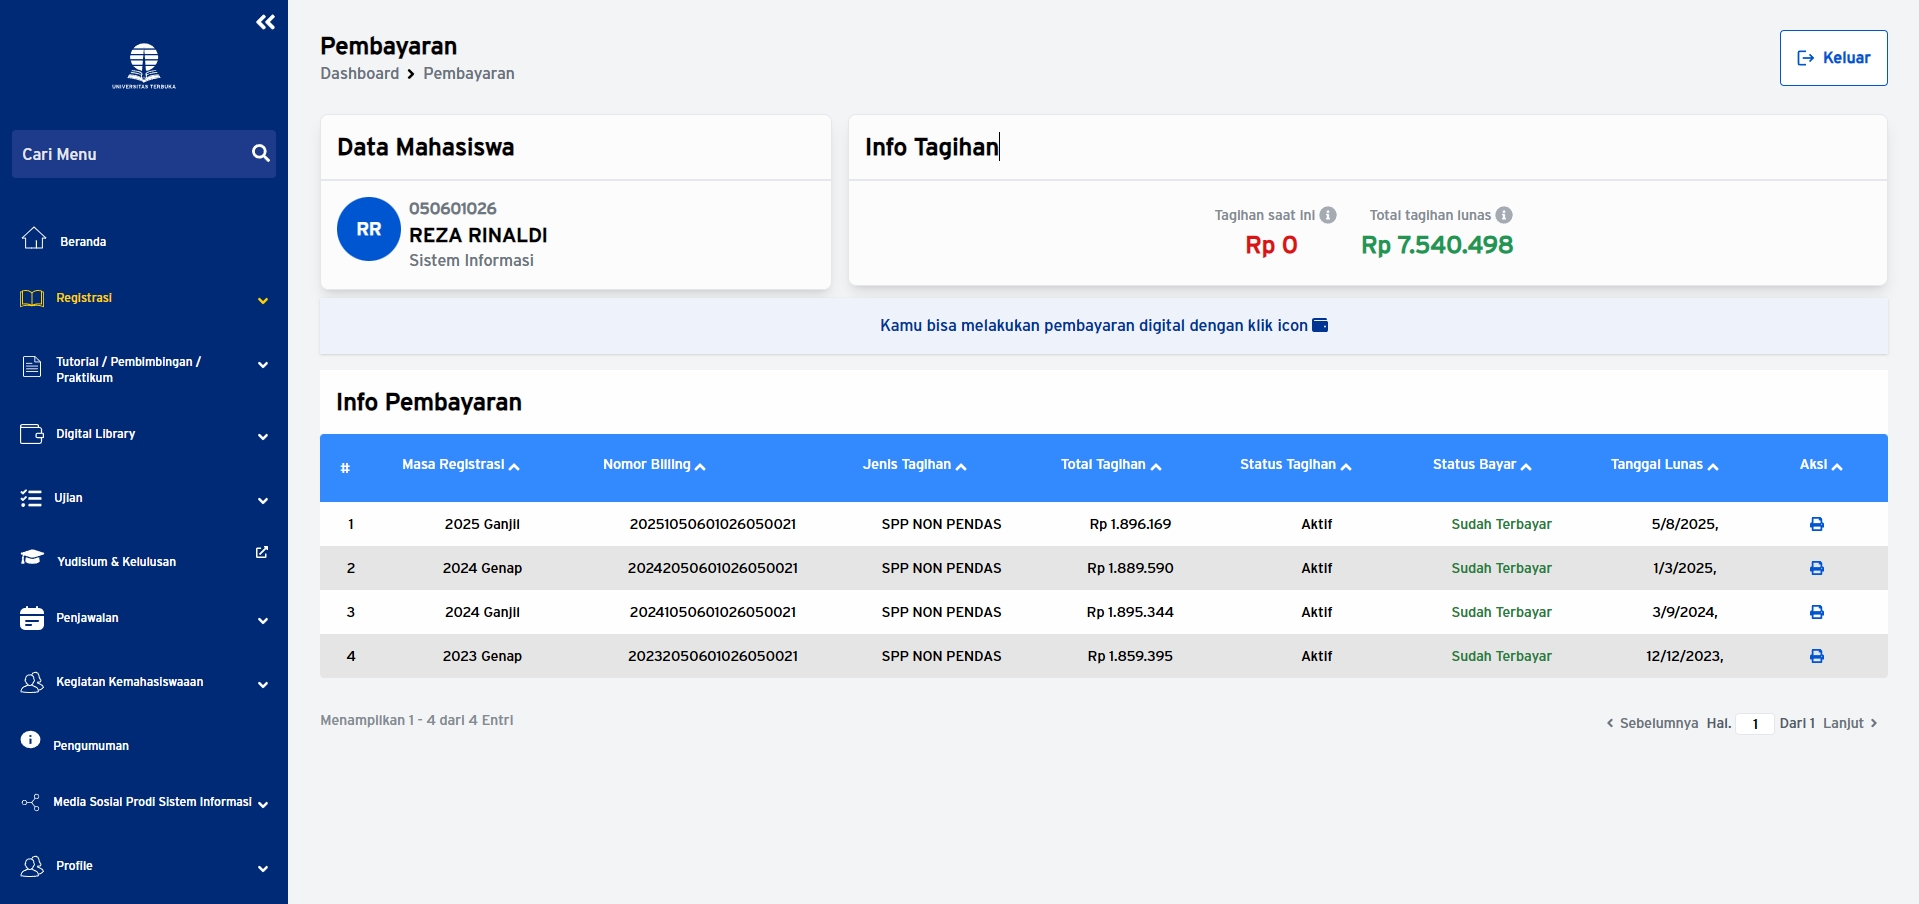 UNIVERSITAS TERBUKA
Cari Menu
Beranda
Registrasi
Tutorial / Pembimbingan /
Praktikum
Digital Library
Ujian
Yudisium & Kelulusan
Penjawalan
Kegiatan Kemahasiswaaan
Pengumuman
Media Sosial Prodi Sistem Informasi
Profile
Pembayaran
Dashboard > Pembayaran
Keluar
Data Mahasiswa
RR
050601026
REZA RINALDI
Sistem Informasi
Info Tagihan
Tagihan saat ini Total tagihan lunas
Rp 0 Rp 7.540.498
Kamu bisa melakukan pembayaran digital dengan klik icon
Info Pembayaran
# Masa Registrasi Nomor Billing Jenis Tagihan Total Tagihan Status Tagihan Status Bayar Tanggal Lunas Aksi
1 2025 Ganjil 20251050601026050021 SPP NON PENDAS Rp 1.896.169 Aktif Sudah Terbayar 5/8/2025,
2 2024 Genap 20242050601026050021 SPP NON PENDAS Rp 1.889.590 Aktif Sudah Terbayar 1/3/2025,
3 2024 Ganjil 20241050601026050021 SPP NON PENDAS Rp 1.895.344 Aktif Sudah Terbayar 3/9/2024,
4 2023 Genap 20232050601026050021 SPP NON PENDAS Rp 1.859.395 Aktif Sudah Terbayar 12/12/2023,
Menampilkan 1 - 4 dari 4 Entri
< Sebelumnya Hal. 1 Dari 1 Lanjut >